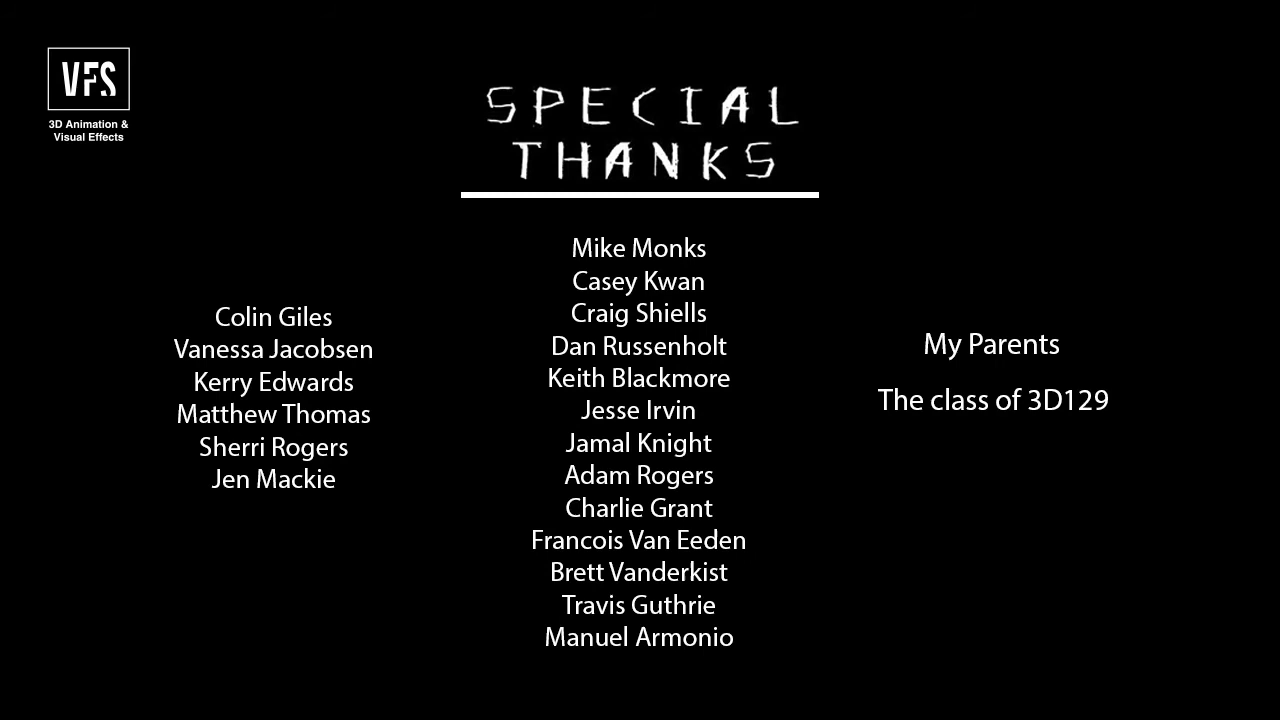 VFS
3D Animation &
Visual Effects
SPECIAL
THANKS
Colin Giles
Vanessa Jacobsen
Kerry Edwards
Matthew Thomas
Sherri Rogers
Jen Mackie
Mike Monks
Casey Kwan
Craig Shiells
Dan Russenholt
Keith Blackmore
Jesse Irvin
Jamal Knight
Adam Rogers
Charlie Grant
Francois Van Eeden
Brett Vanderkist
Travis Guthrie
Manuel Armonio
My Parents
The class of 3D129